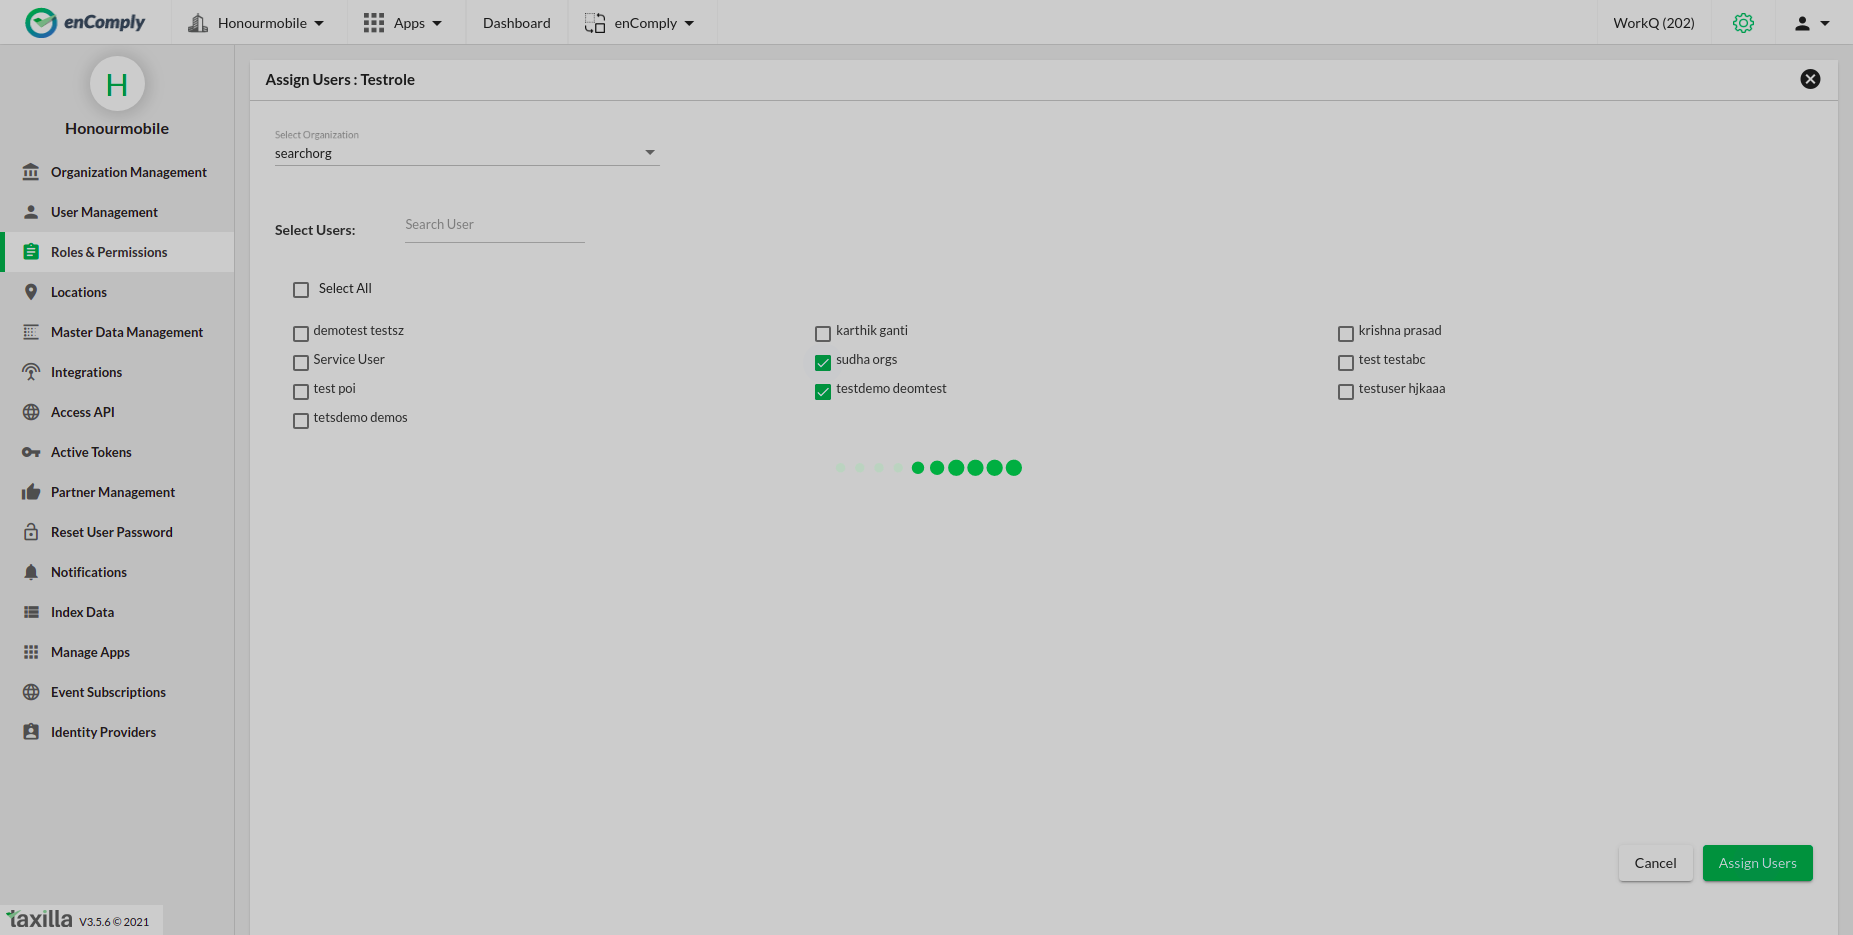 enComply
Honourmobile
Apps
Dashboard
enComply
WorkQ (202)
H
Honourmobile
Organization Management
User Management
Roles & Permissions
Locations
Master Data Management
Integrations
Access API
Active Tokens
Partner Management
Reset User Password
Notifications
Index Data
Manage Apps
Event Subscriptions
Identity Providers
taxilla V3.5.6 © 2021
Assign Users : Testrole
Select Organization
searchorg
Select Users:
Search User
Select All
demotest testsz
karthik ganti
krishna prasad
Service User
sudha orgs
test testabc
test poi
testdemo deomtest
testuser hjkaaa
tetsdemo demos
Cancel
Assign Users